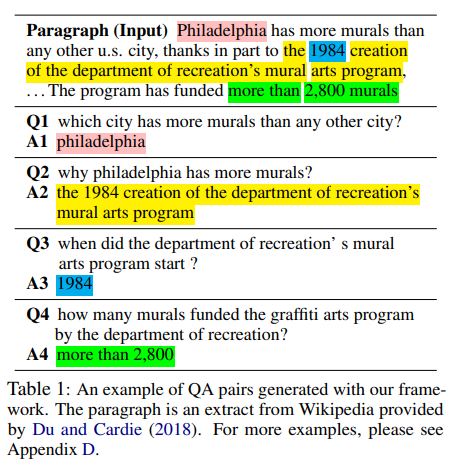 Paragraph (Input) Philadelphia has more murals than
any other u.s. city, thanks in part to the 1984 creation
of the department of recreation's mural arts program,
... The program has funded more than 2,800 murals
Q1 which city has more murals than any other city?
A1 philadelphia
Q2 why philadelphia has more murals?
A2 the 1984 creation of the department of recreation's
mural arts program
Q3 when did the department of recreation' s mural
arts program start ?
A3 1984
Q4 how many murals funded the graffiti arts program
by the department of recreation?
A4 more than 2,800
Table 1: An example of QA pairs generated with our frame-
work. The paragraph is an extract from Wikipedia provided
by Du and Cardie (2018). For more examples, please see
Appendix D.